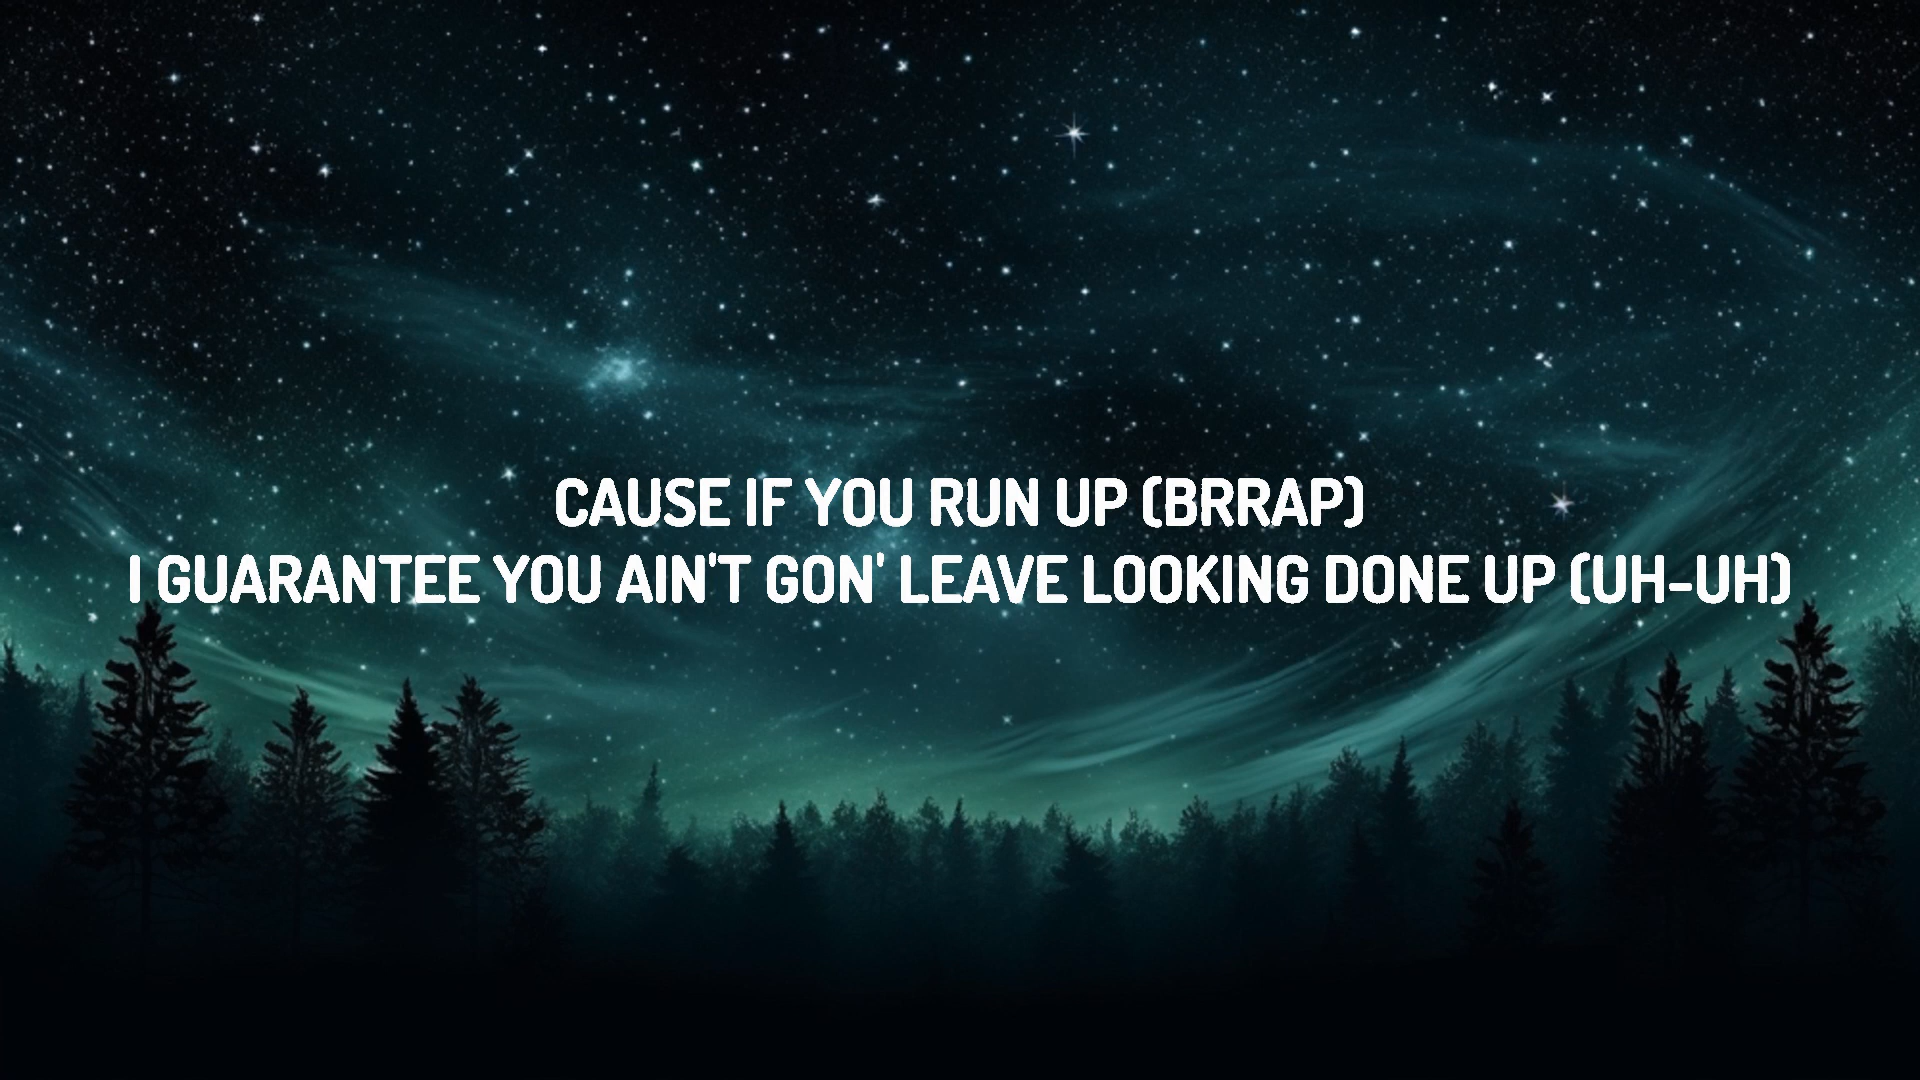 CAUSE IF YOU RUN UP (BRRAP)
I GUARANTEE YOU AIN'T GON' LEAVE LOOKING DONE UP (UH-UH)